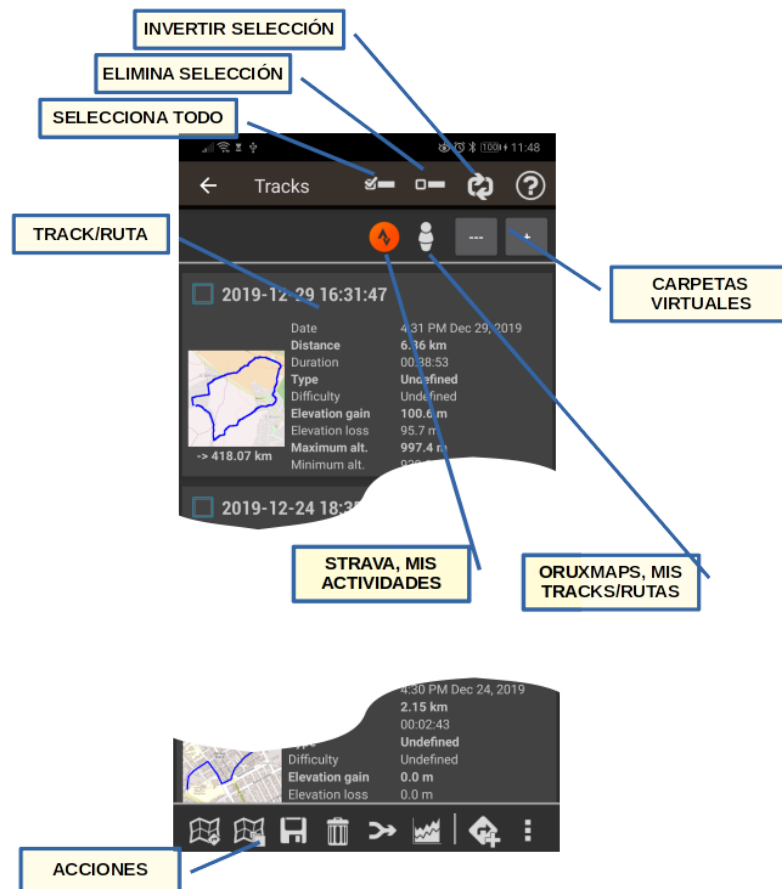 INVERTIR SELECCIÓN
ELIMINA SELECCIÓN
SELECCIONA TODO
100 11:48
Tracks
TRACK/RUTA
--- +
CARPETAS
VIRTUALES
2019-12-29 16:31:47
Date 4:31 PM Dec 29, 2019
Distance 6.36 km
Duration 00:38:53
Type Undefined
Difficulty Undefined
Elevation gain 100.6 m
Elevation loss 95.7 m
Maximum alt. 997.4 m
-> 418.07 km
Minimum alt.
2019-12-24
STRAVA, MIS
ACTIVIDADES
ORUXMAPS, MIS
TRACKS/RUTAS
4:30 PM Dec 24, 2019
2.15 km
00:02:43
Undefined
Difficulty Undefined
Elevation gain 0.0 m
Elevation loss 0.0 m
ACCIONES